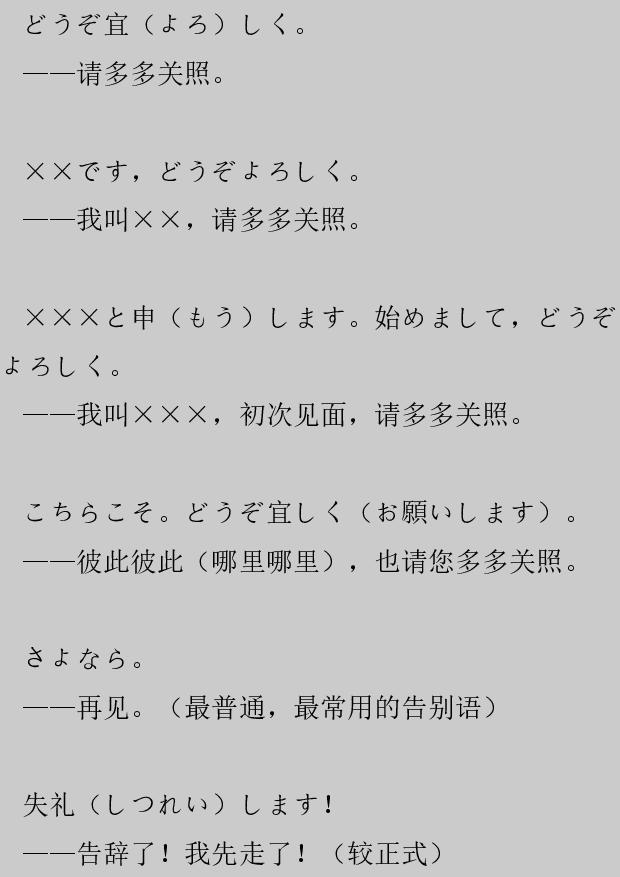 どうぞ宜（よろ）しく。
——请多多关照。
××です，どうぞよろしく。
——我叫××，请多多关照。
×××と申（もう）します。始めまして，どうぞ
よろしく。
——我叫×××，初次见面，请多多关照。
こちらこそ。どうぞ宜しく（お願いします）。
——彼此彼此（哪里哪里），也请您多多关照。
さよなら。
——再见。（最普通，最常用的告别语）
失礼（しつれい）します！
——告辞了！我先走了！（较正式）